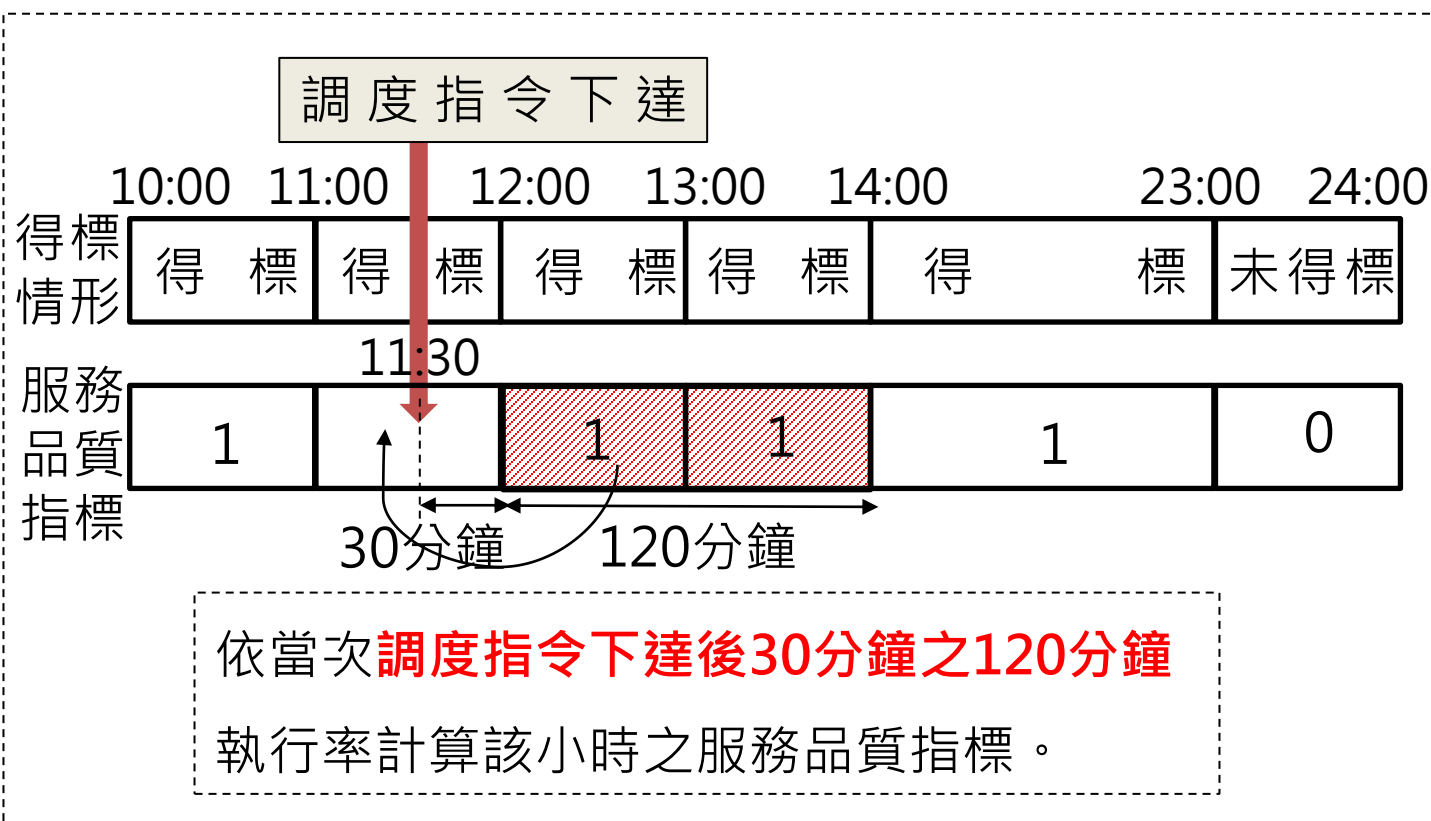 調度指令下達
10:00 11:00 12:00 13:00 14:00 23:00 24:00
得標情形
得標 得標 得標 得標 得標 未得標
11:30
服務品質指標
1 1 1 1 0
30分鐘 120分鐘
依當次調度指令下達後30分鐘之120分鐘
執行率計算該小時之服務品質指標。